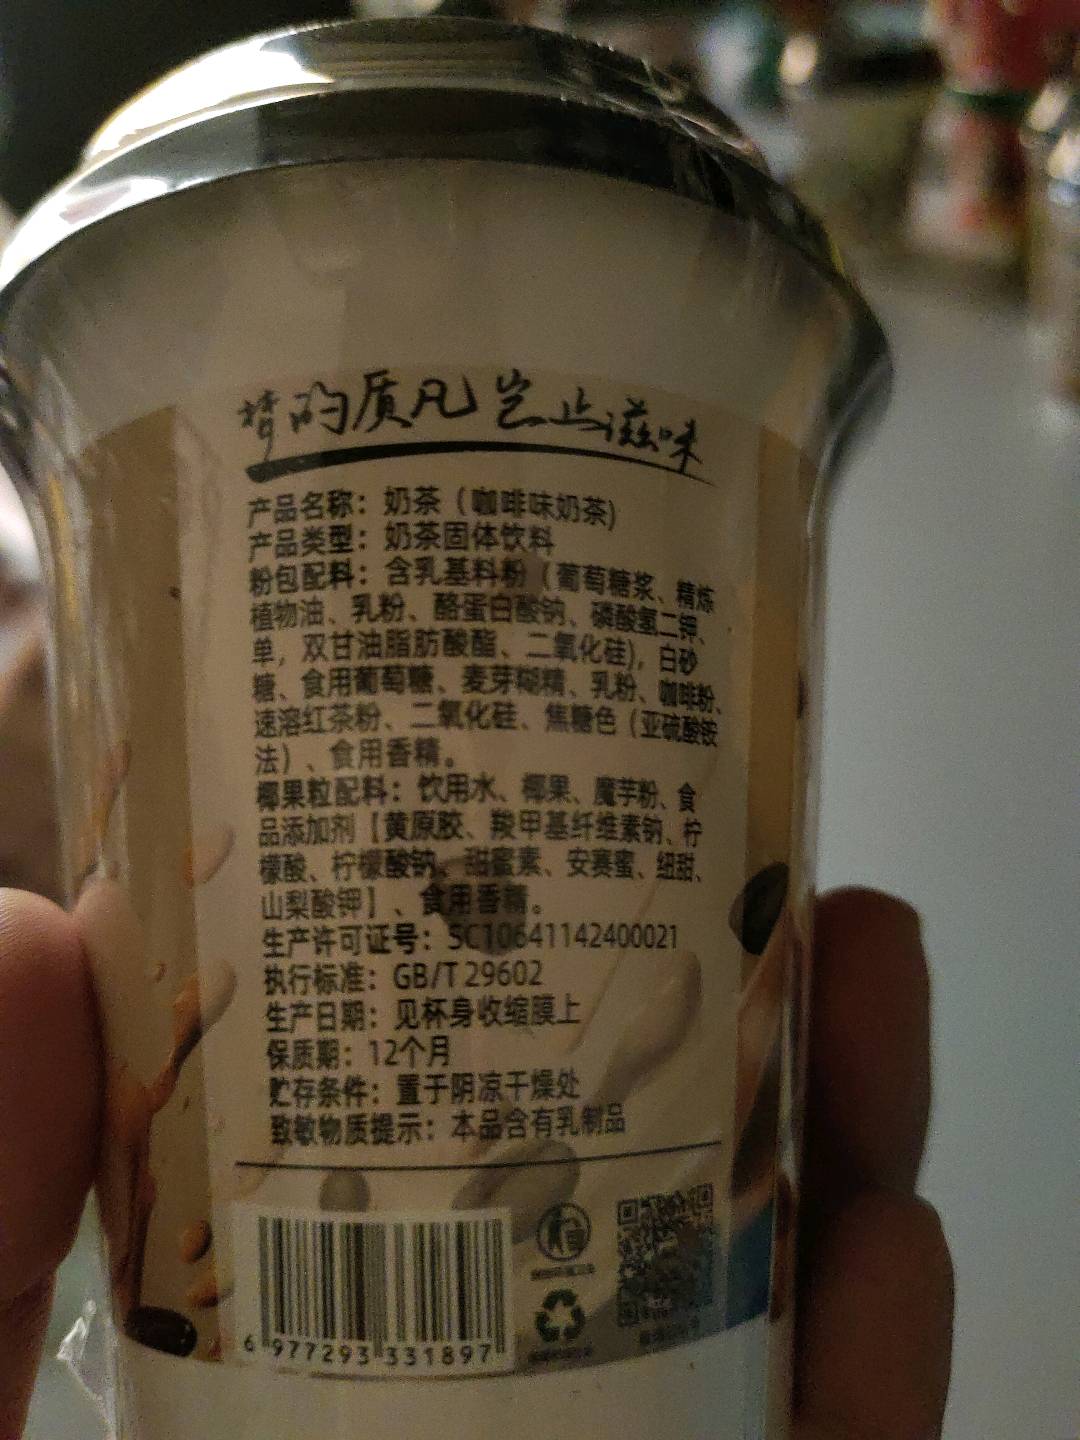 的质凡岂止滋味
产品名称：奶茶（咖啡味奶茶)
产品类型：奶茶固体饮料
粉包配料：含乳基料粉（葡萄糖浆、精炼
植物油、乳粉、酪蛋白酸钠、磷酸氢二钾、
单，双甘油脂肪酸酯、二氧化硅)，白砂
糖、食用葡萄糖、麦芽糊精、乳粉、咖啡粉、
速溶红茶粉、二氧化硅、焦糖色（亚硫酸铵
法）、食用香精。
椰果粒配料：饮用水、椰果、魔芋粉、食
品添加剂【黄原胶、羧甲基纤维素钠、柠
檬酸、柠檬酸钠、甜蜜素、安赛蜜、纽甜、
山梨酸钾】、食用香精。
生产许可证号：SC10641142400021
执行标准：GB/T 29602
生产日期：见杯身收缩膜上
保质期：12个月
贮存条件：置于阴凉干燥处
致敏物质提示：本品含有乳制品
6 977293 331897